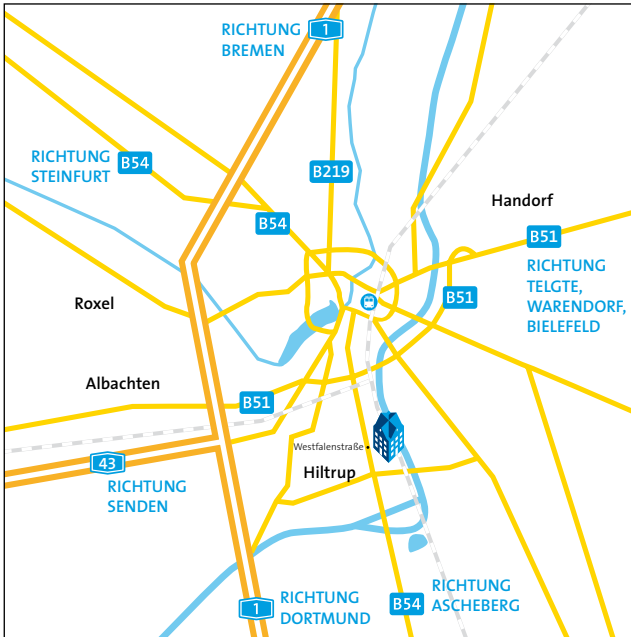 RICHTUNG
BREMEN
1
RICHTUNG
STEINFURT
B54
B219
B54
Handorf
B51
RICHTUNG
TELGTE,
WARENDORF,
BIELEFELD
B51
Roxel
Albachten
B51
Westfalenstraße
Hiltrup
43
RICHTUNG
SENDEN
1
RICHTUNG
DORTMUND
B54
RICHTUNG
ASCHEBERG